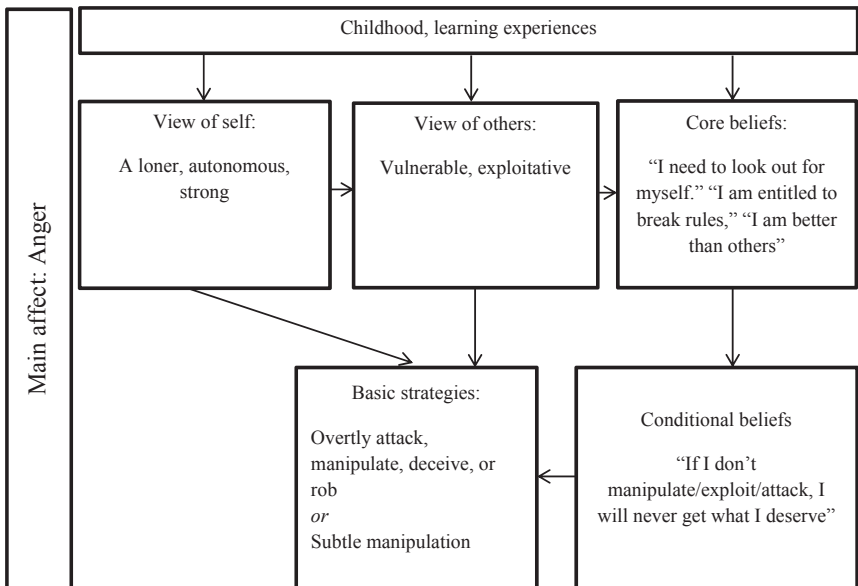 Main affect: Anger
Childhood, learning experiences
View of self:
A loner, autonomous,
strong
View of others:
Vulnerable, exploitative
Core beliefs:
“I need to look out for
myself.” “I am entitled to
break rules,” “I am better
than others”
Basic strategies:
Overtly attack,
manipulate, deceive, or
rob
or
Subtle manipulation
Conditional beliefs
“If I don’t
manipulate/exploit/attack, I
will never get what I deserve”